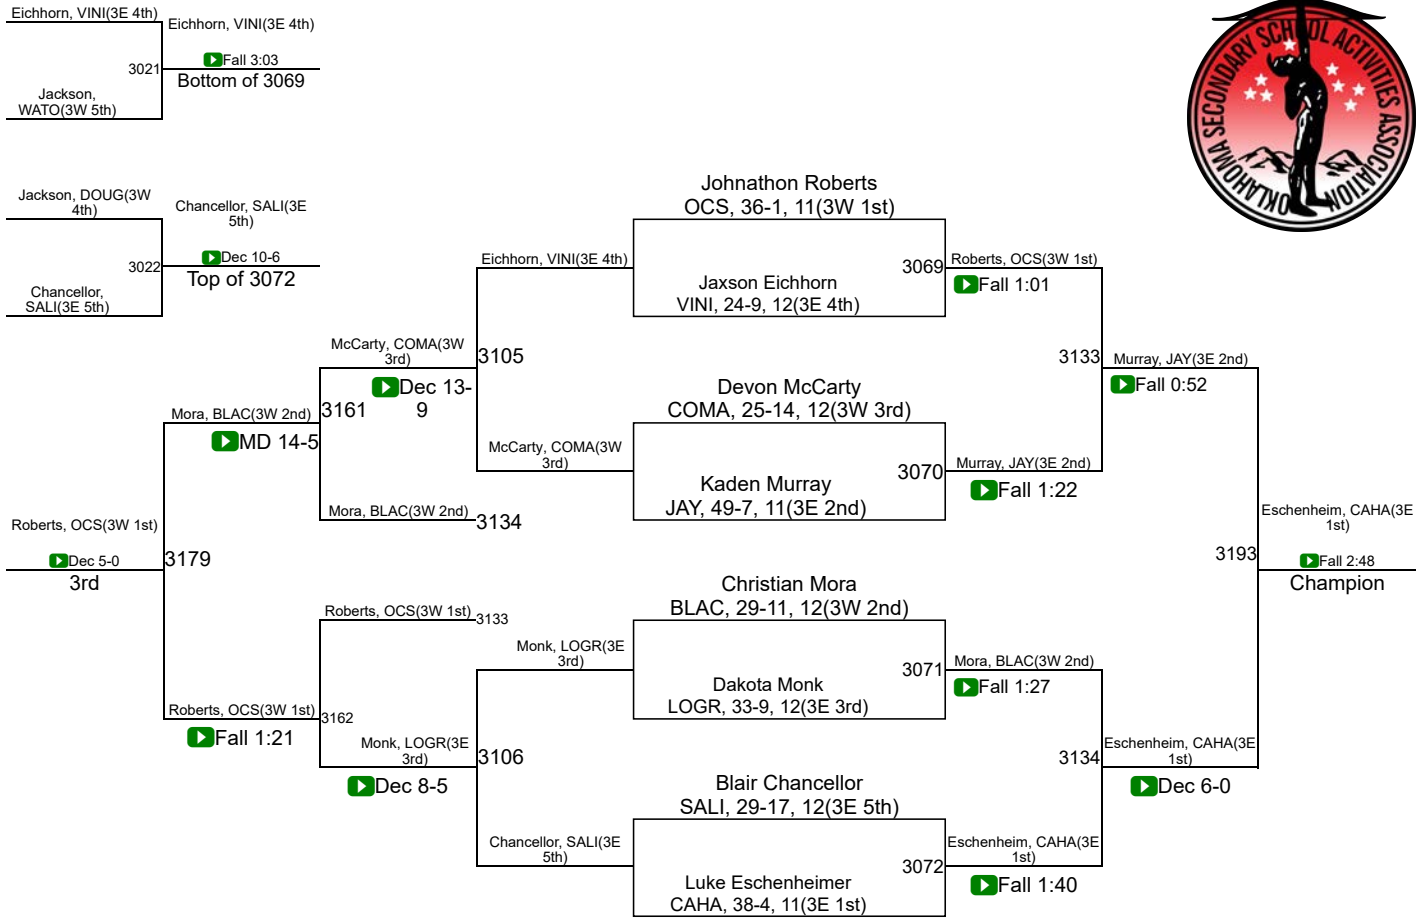 Eichhorn, VINI(3E 4th)
Eichhorn, VINI(3E 4th)
Fall 3:03
3021
Bottom of 3069
Jackson,
WATO(3W 5th)
OKLAHOMA SECONDARY SCHOOL ACTIVITIES ASSOCIATION
Jackson, DOUG(3W
4th)
Chancellor, SALI(3E
5th)
Dec 10-6
3022
Top of 3072
Chancellor,
SALI(3E 5th)
Johnathon Roberts
OCS, 36-1, 11(3W 1st)
Eichhorn, VINI(3E 4th)
3069
Roberts, OCS(3W 1st)
Fall 1:01
Jaxson Eichhorn
VINI, 24-9, 12(3E 4th)
McCarty, COMA(3W
3rd)
3105
Dec 13-
9
3133
Murray, JAY(3E 2nd)
Fall 0:52
Devon McCarty
COMA, 25-14, 12(3W 3rd)
Mora, BLAC(3W 2nd)
3161
MD 14-5
McCarty, COMA(3W
3rd)
3070
Murray, JAY(3E 2nd)
Fall 1:22
Kaden Murray
JAY, 49-7, 11(3E 2nd)
Mora, BLAC(3W 2nd)
3134
Roberts, OCS(3W 1st)
Dec 5-0
3rd
3179
Eschenheim, CAHA(3E
1st)
3193
Fall 2:48
Champion
Christian Mora
BLAC, 29-11, 12(3W 2nd)
Roberts, OCS(3W 1st)
3133
Monk, LOGR(3E
3rd)
3071
Mora, BLAC(3W 2nd)
Fall 1:27
Dakota Monk
LOGR, 33-9, 12(3E 3rd)
Roberts, OCS(3W 1st)
3162
Fall 1:21
Monk, LOGR(3E
3rd)
3106
Dec 8-5
3134
Eschenheim, CAHA(3E
1st)
Dec 6-0
Blair Chancellor
SALI, 29-17, 12(3E 5th)
Chancellor, SALI(3E
5th)
3072
Eschenheim, CAHA(3E
1st)
Fall 1:40
Luke Eschenheimer
CAHA, 38-4, 11(3E 1st)